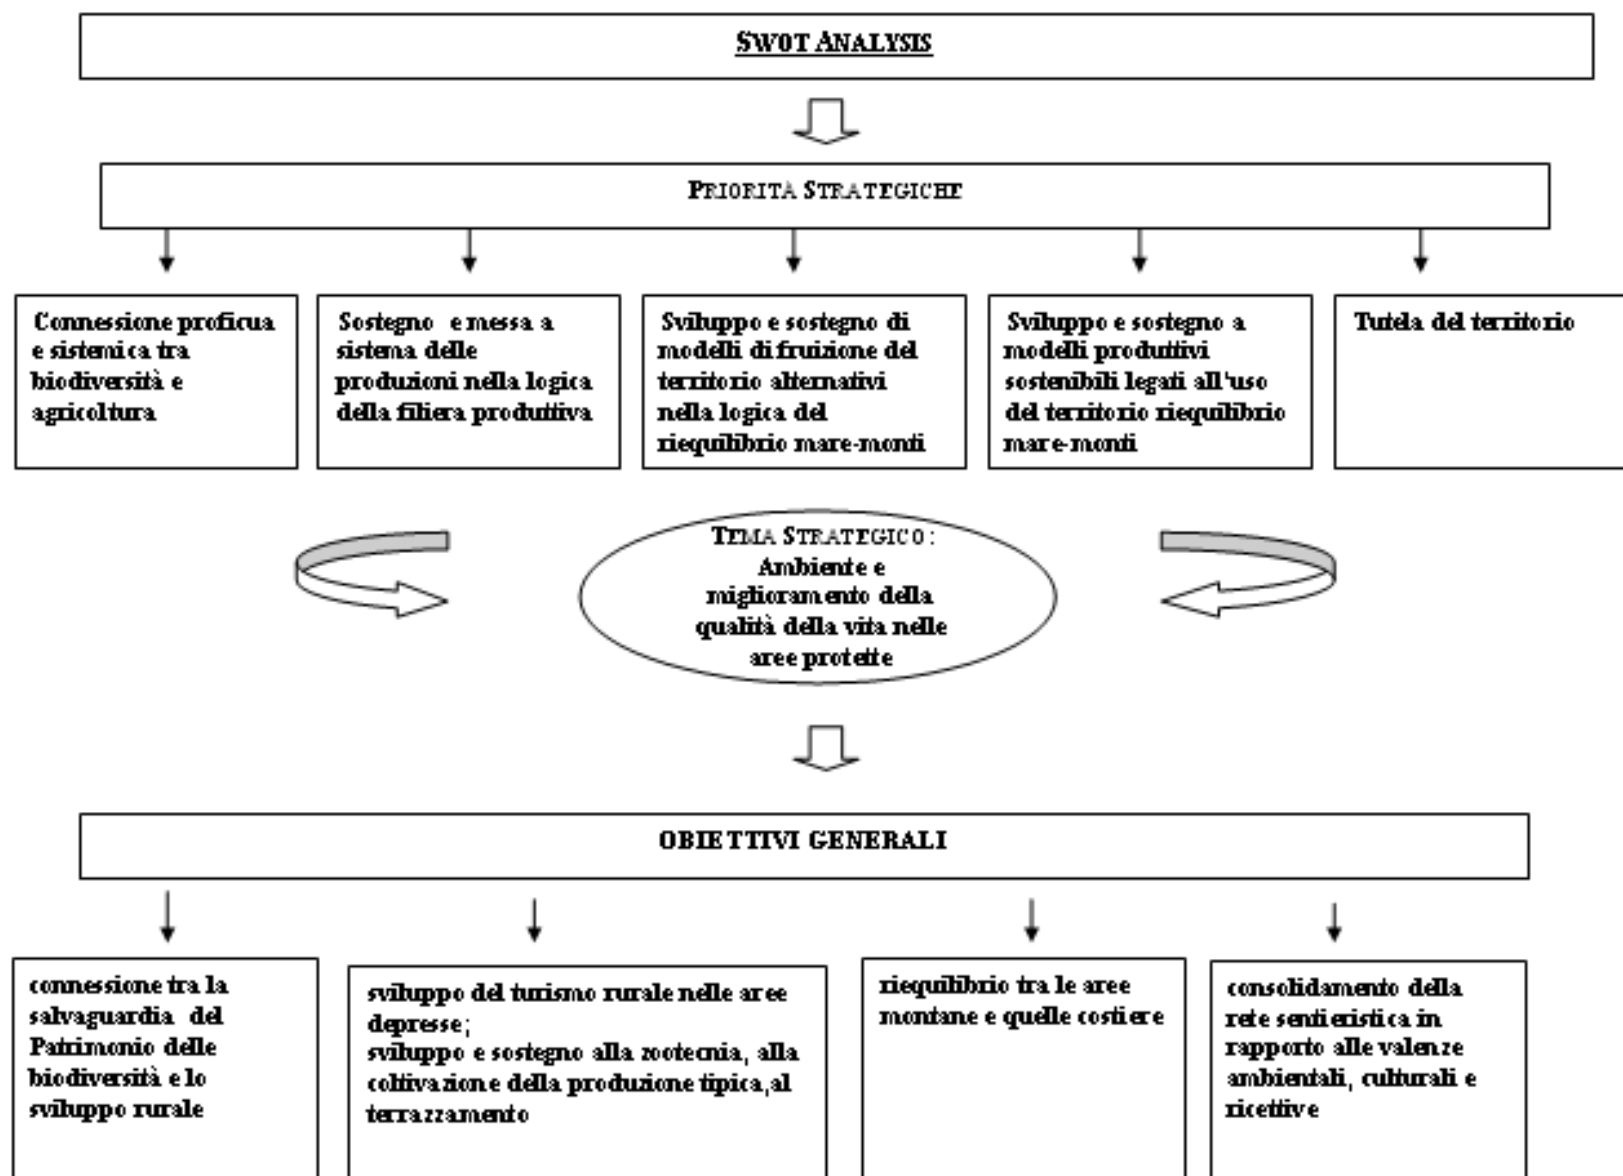 SWOT ANALYSIS
PRIORITÀ STRATEGICHE
Connessione proficua
e sistemica tra
biodiversità e
agricoltura
Sostegno e messa a
sistema delle
produzioni nella logica
della filiera produttiva
Sviluppo e sostegno di
modelli di fruizione del
territorio alternativi
nella logica del
riequilibrio mare-monti
Sviluppo e sostegno a
modelli produttivi
sostenibili legati all'uso
del territorio riequilibrio
mare-monti
Tutela del territorio
TEMA STRATEGICO:
Ambiente e
miglioramento della
qualità della vita nelle
aree protette
OBIETTIVI GENERALI
connessione tra la
salvaguardia del
Patrimonio delle
biodiversità e lo
sviluppo rurale
sviluppo del turismo rurale nelle aree
depresse;
sviluppo e sostegno alla zootecnia, alla
coltivazione della produzione tipica,al
terrazzamento
riequilibrio tra le aree
montane e quelle costiere
consolidamento della
rete sentieristica in
rapporto alle valenze
ambientali, culturali e
ricettive